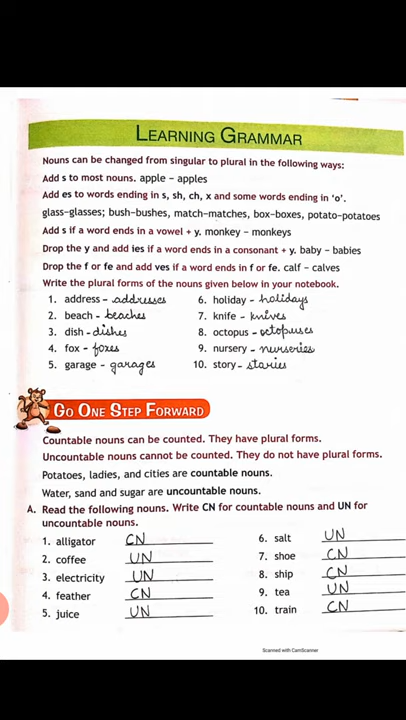 LEARNING GRAMMAR
Nouns can be changed from singular to plural in the following ways:
Add s to most nouns. apple – apples
Add es to words ending in s, sh, ch, x and some words ending in 'o'.
glass–glasses; bush–bushes, match–matches, box–boxes, potato–potatoes
Add s if a word ends in a vowel + y. monkey – monkeys
Drop the y and add ies if a word ends in a consonant + y. baby – babies
Drop the f or fe and add ves if a word ends in f or fe. calf – calves
Write the plural forms of the nouns given below in your notebook.
1. address – addresses
2. beach – beaches
3. dish – dishes
4. fox – foxes
5. garage – garages
6. holiday – holidays
7. knife – knives
8. octopus – octopuses
9. nursery – nurseries
10. story – stories
GO ONE STEP FORWARD
Countable nouns can be counted. They have plural forms.
Uncountable nouns cannot be counted. They do not have plural forms.
Potatoes, ladies, and cities are countable nouns.
Water, sand and sugar are uncountable nouns.
A. Read the following nouns. Write CN for countable nouns and UN for
uncountable nouns.
1. alligator CN
2. coffee UN
3. electricity UN
4. feather CN
5. juice UN
6. salt UN
7. shoe CN
8. ship CN
9. tea UN
10. train CN
Scanned with CamScanner